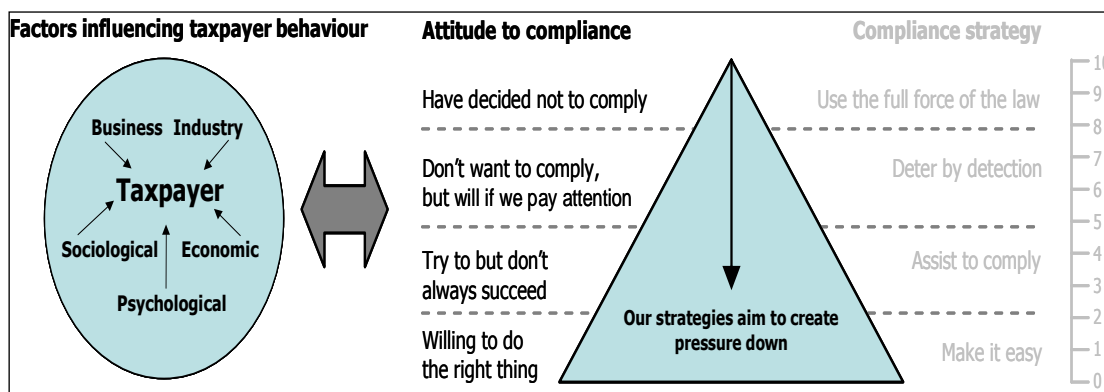 Factors influencing taxpayer behaviour
Business Industry
Taxpayer
Sociological Economic
Psychological
Attitude to compliance
Have decided not to comply
Don't want to comply,
but will if we pay attention
Try to but don't
always succeed
Willing to do
the right thing
Our strategies aim to create
pressure down
Compliance strategy
Use the full force of the law
Deter by detection
Assist to comply
Make it easy
10
9
8
7
6
5
4
3
2
1
0